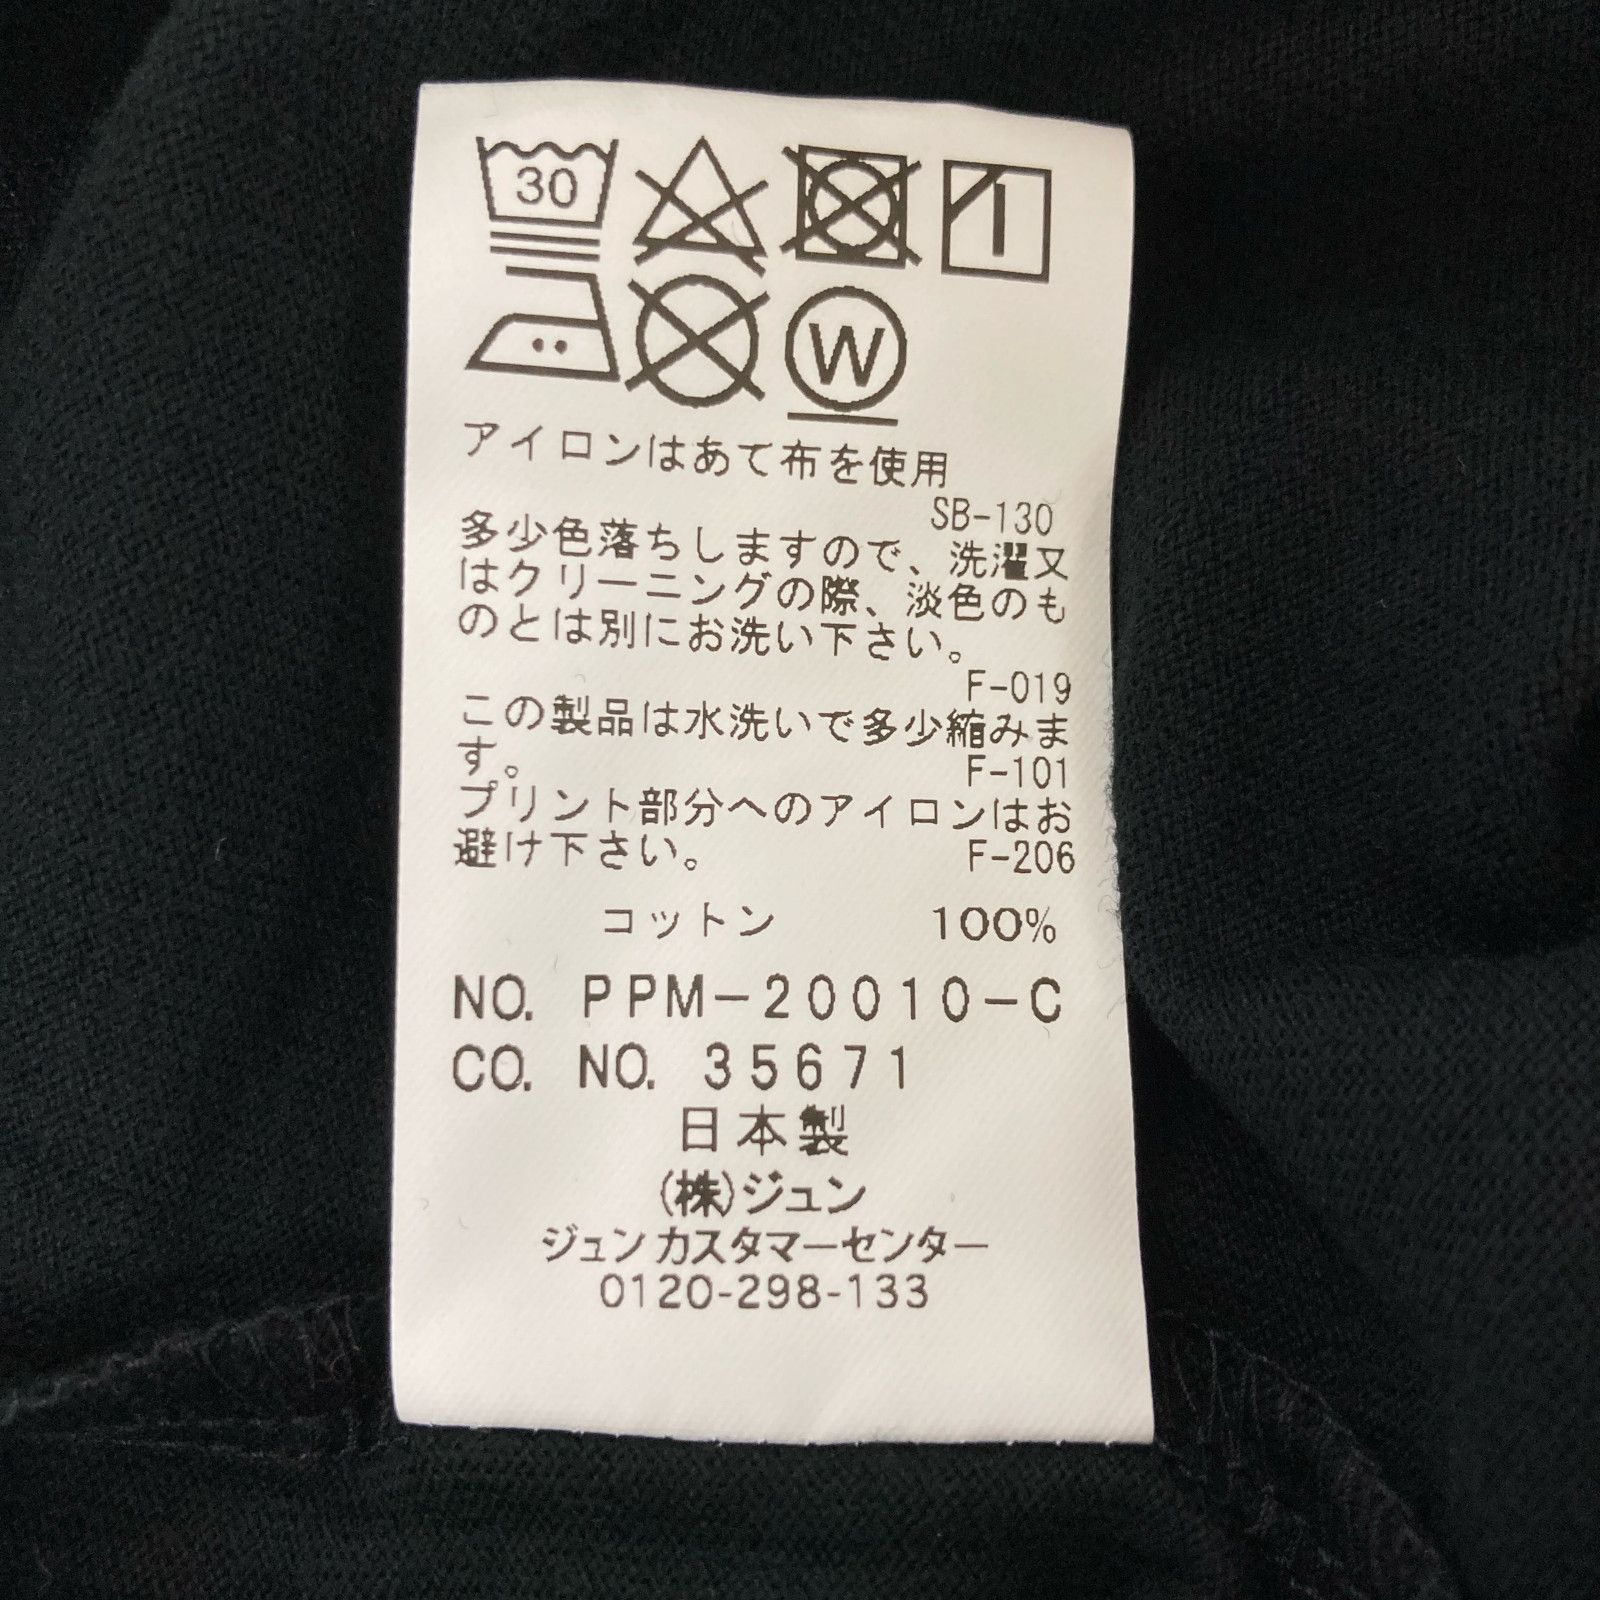 30
W
アイロンはあて布を使用
SB-130
多少色落ちしますので、洗濯又
はクリーニングの際、淡色のも
のとは別にお洗い下さい。
F-019
この製品は水洗いで多少縮みま
す。 F-101
プリント部分へのアイロンはお
避け下さい。 F-206
コットン 100%
NO. PPM-20010-C
CO. NO. 35671
日本製
(株)ジュン
ジュンカスタマーセンター
0120-298-133